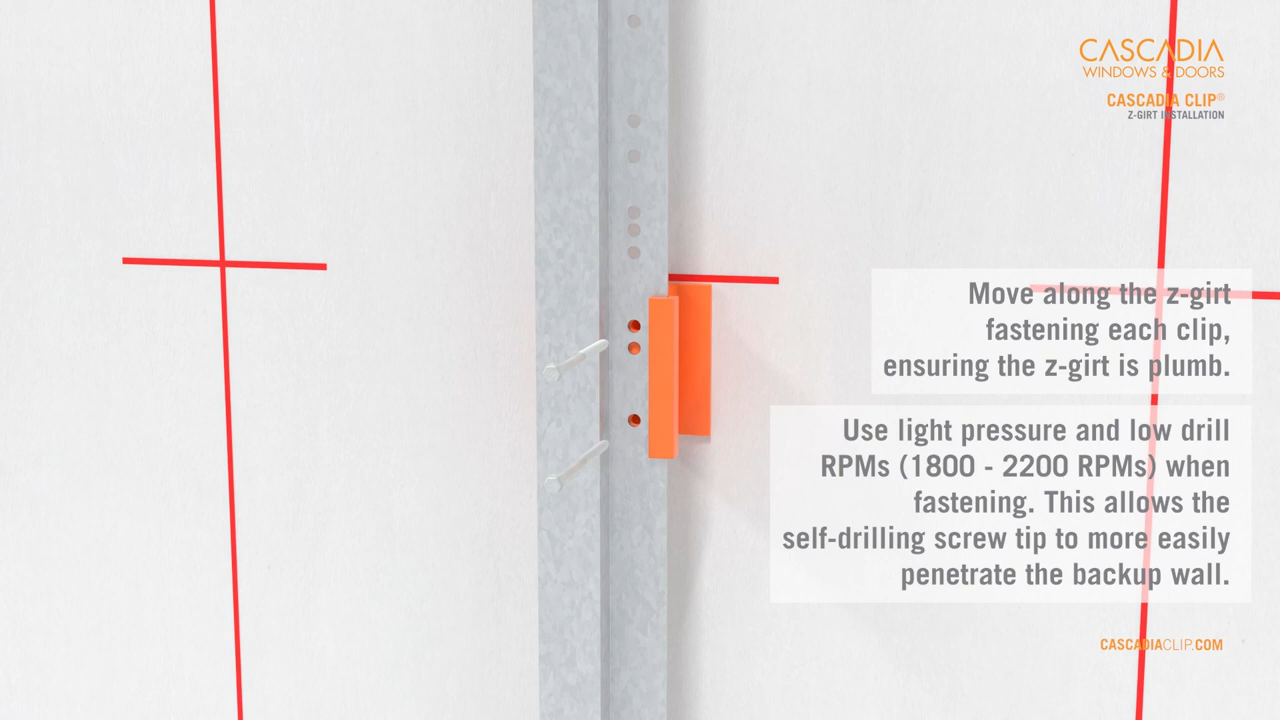 CASCADIA
WINDOWS & DOORS
CASCADIA CLIP®
Z-GIRT INSTALLATION
Move along the z-girt
fastening each clip,
ensuring the z-girt is plumb.
Use light pressure and low drill
RPMs (1800 - 2200 RPMs) when
fastening. This allows the
self-drilling screw tip to more easily
penetrate the backup wall.
CASCADIACLIP.COM